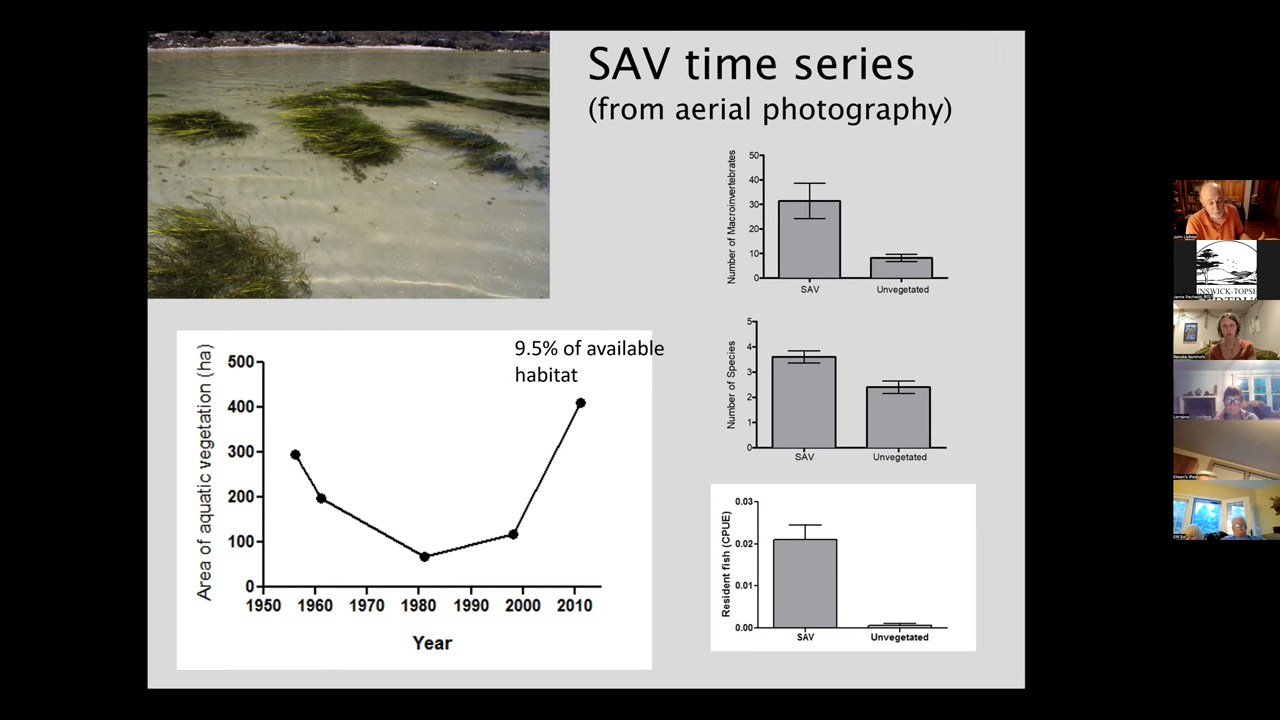 SAV time series
(from aerial photography)
Number of Macroinvertebrates
50
40
30
20
10
0
SAV
Unvegetated
Number of Species
5
4
3
2
1
0
SAV
Unvegetated
Resident fish (CPUE)
0.03
0.02
0.01
0.00
SAV
Unvegetated
9.5% of available
habitat
Area of aquatic vegetation (ha)
500
400
300
200
100
0
1950 1960 1970 1980 1990 2000 2010
Year
NSWICK-TOPSH